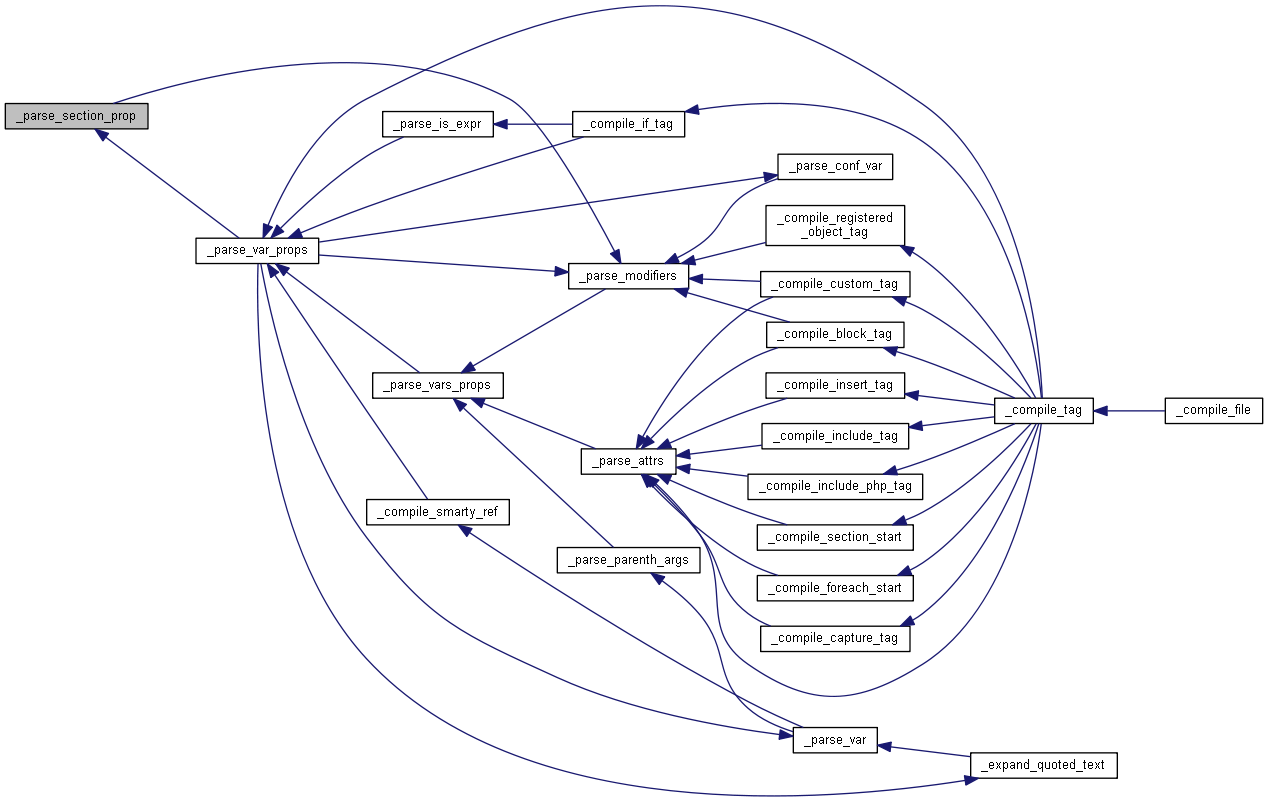 _parse_section_prop
_parse_is_expr
_compile_if_tag
_parse_conf_var
_compile_registered
_object_tag
_parse_var_props
_parse_modifiers
_compile_custom_tag
_compile_block_tag
_parse_vars_props
_compile_insert_tag
_compile_tag
_compile_file
_compile_include_tag
_parse_attrs
_compile_include_php_tag
_compile_smarty_ref
_compile_section_start
_parse_parenth_args
_compile_foreach_start
_compile_capture_tag
_parse_var
_expand_quoted_text